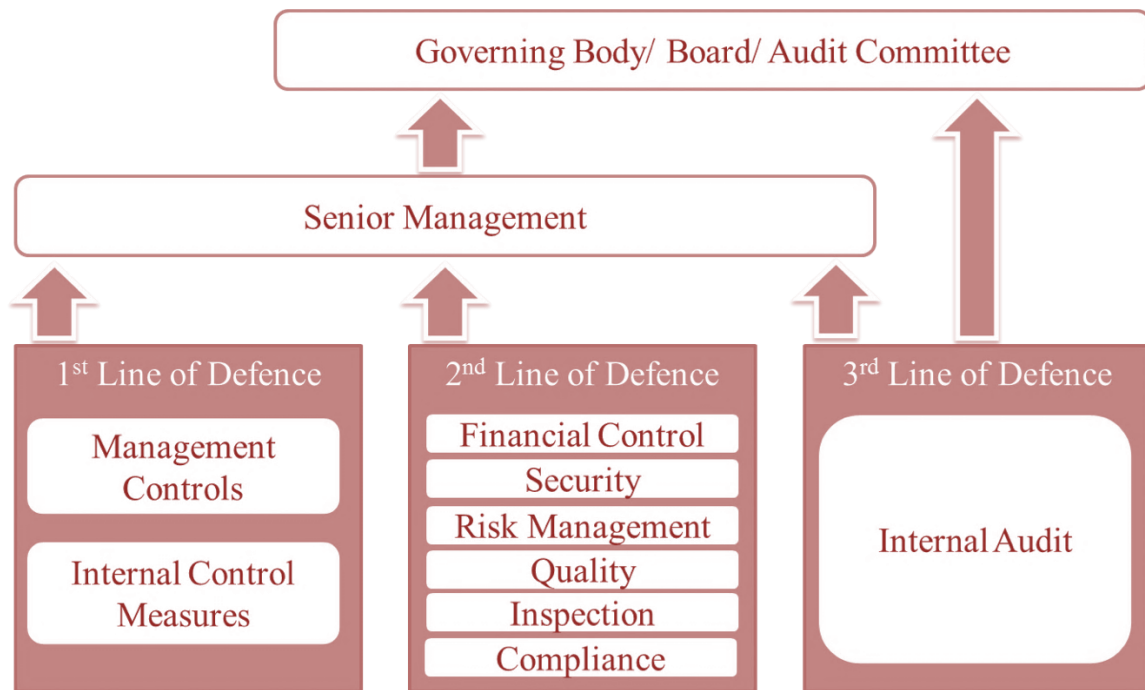 Governing Body/ Board/ Audit Committee
Senior Management
1st Line of Defence
Management
Controls
Internal Control
Measures
2nd Line of Defence
Financial Control
Security
Risk Management
Quality
Inspection
Compliance
3rd Line of Defence
Internal Audit